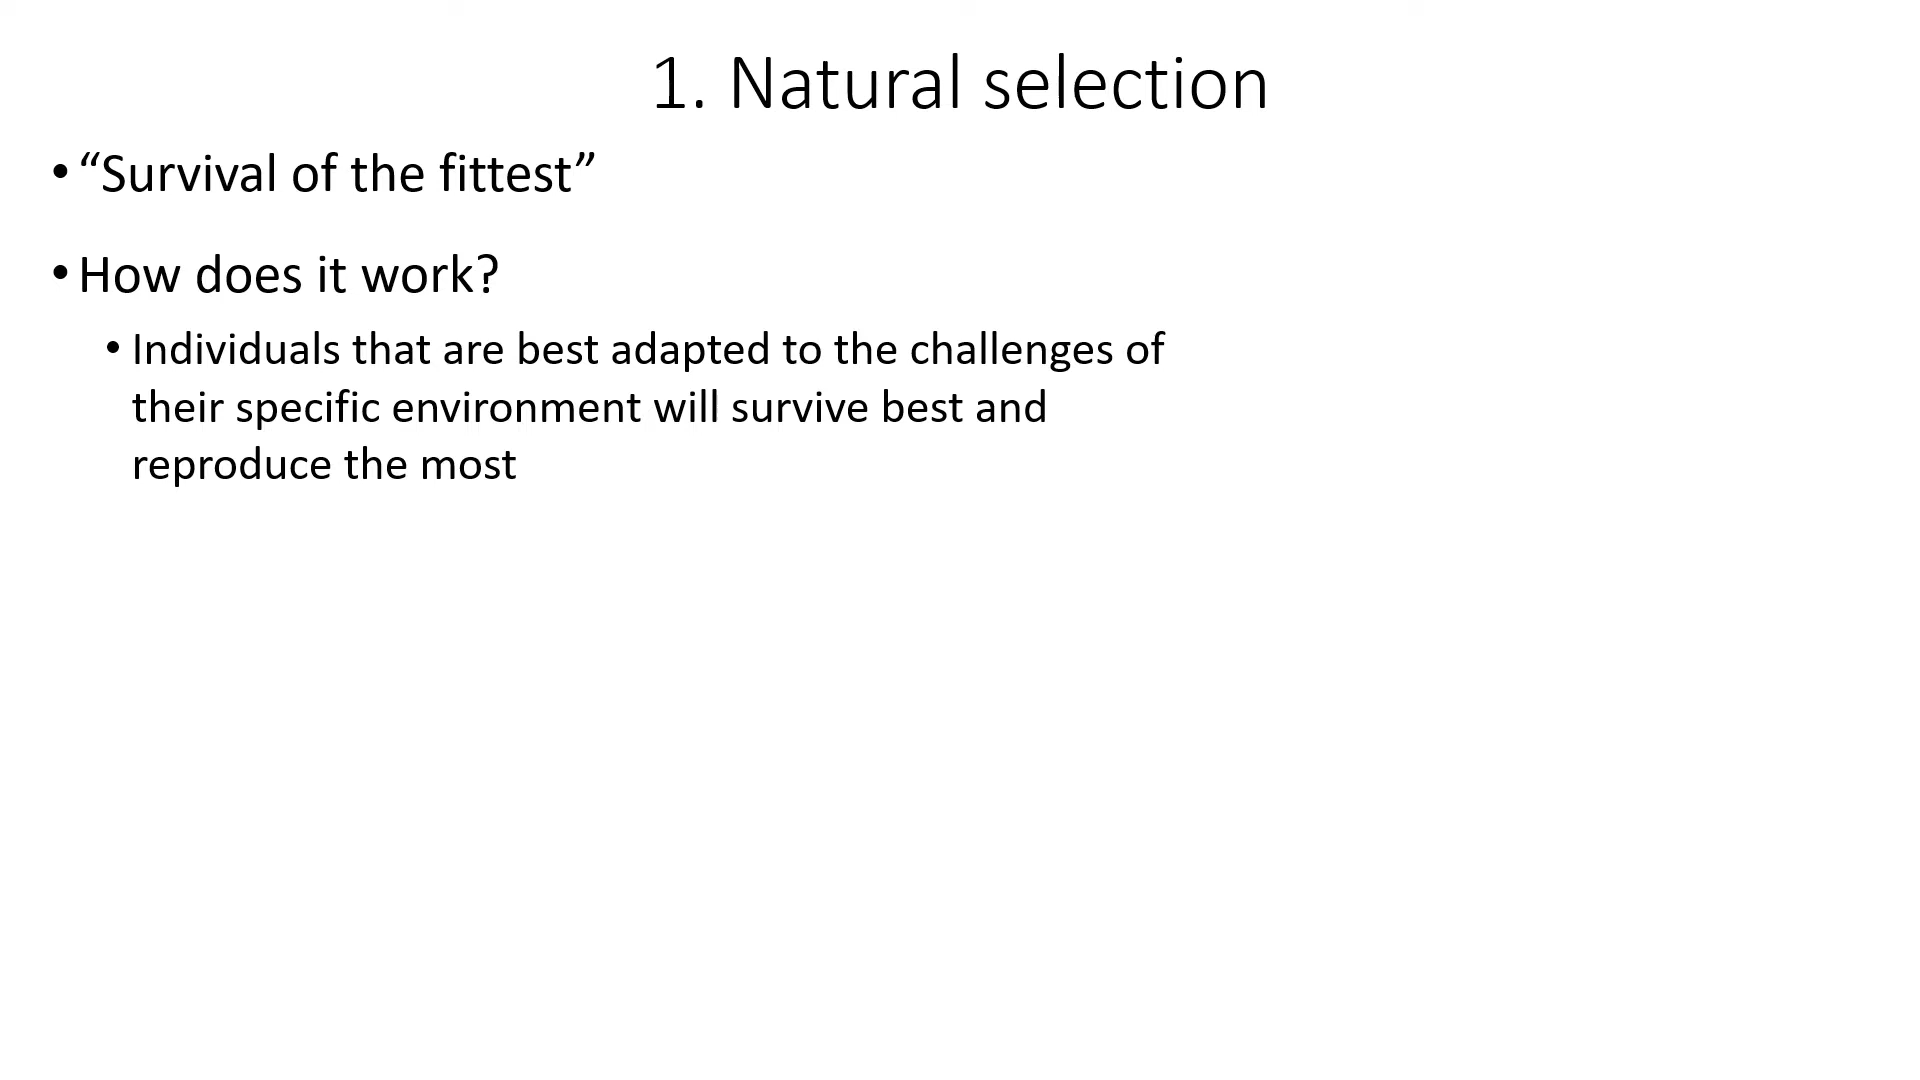 1. Natural selection
• “Survival of the fittest”
• How does it work?
• Individuals that are best adapted to the challenges of
their specific environment will survive best and
reproduce the most